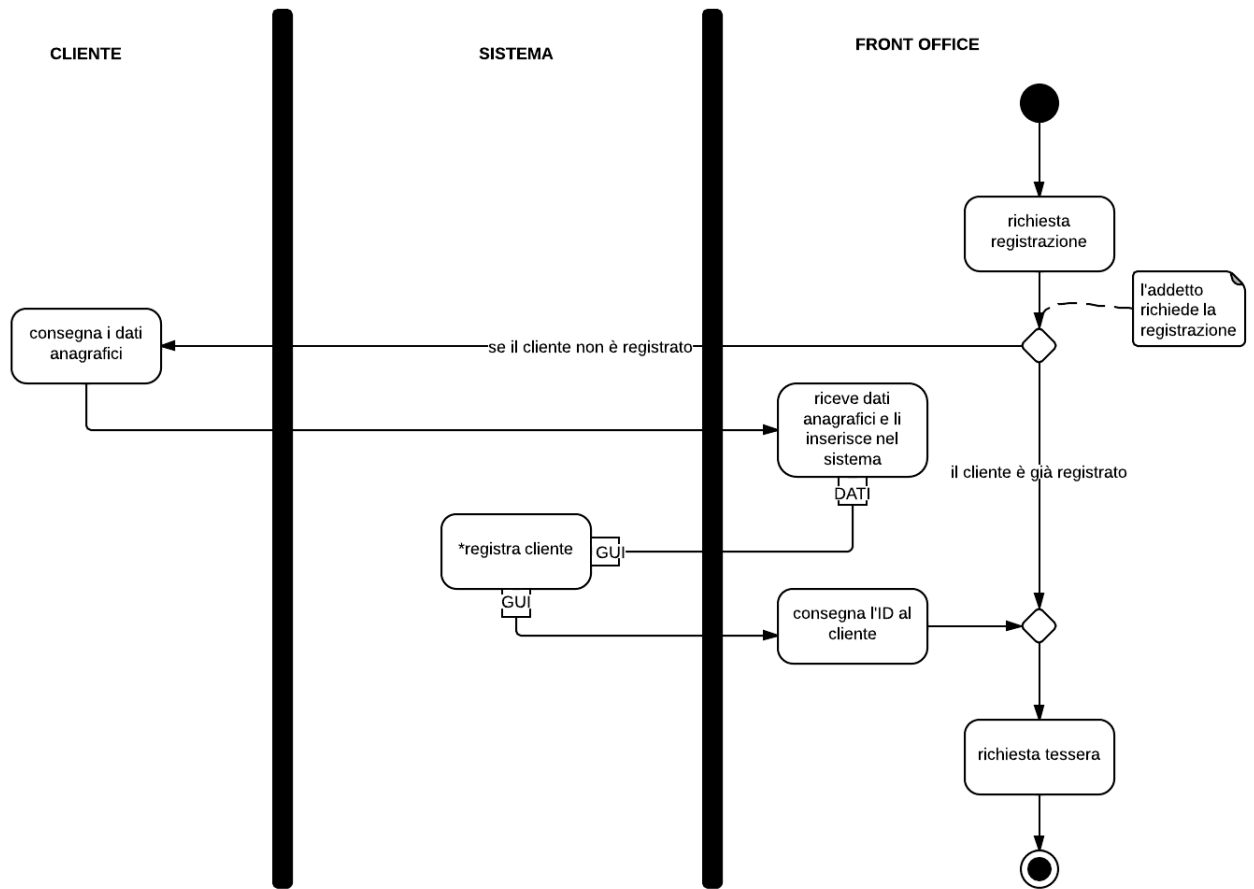 CLIENTE
SISTEMA
FRONT OFFICE
richiesta
registrazione
l'addetto
richiede la
registrazione
consegna i dati
anagrafici
se il cliente non è registrato
riceve dati
anagrafici e li
inserisce nel
sistema
il cliente è già registrato
DATI
*registra cliente
GUI
GUI
consegna l'ID al
cliente
richiesta tessera